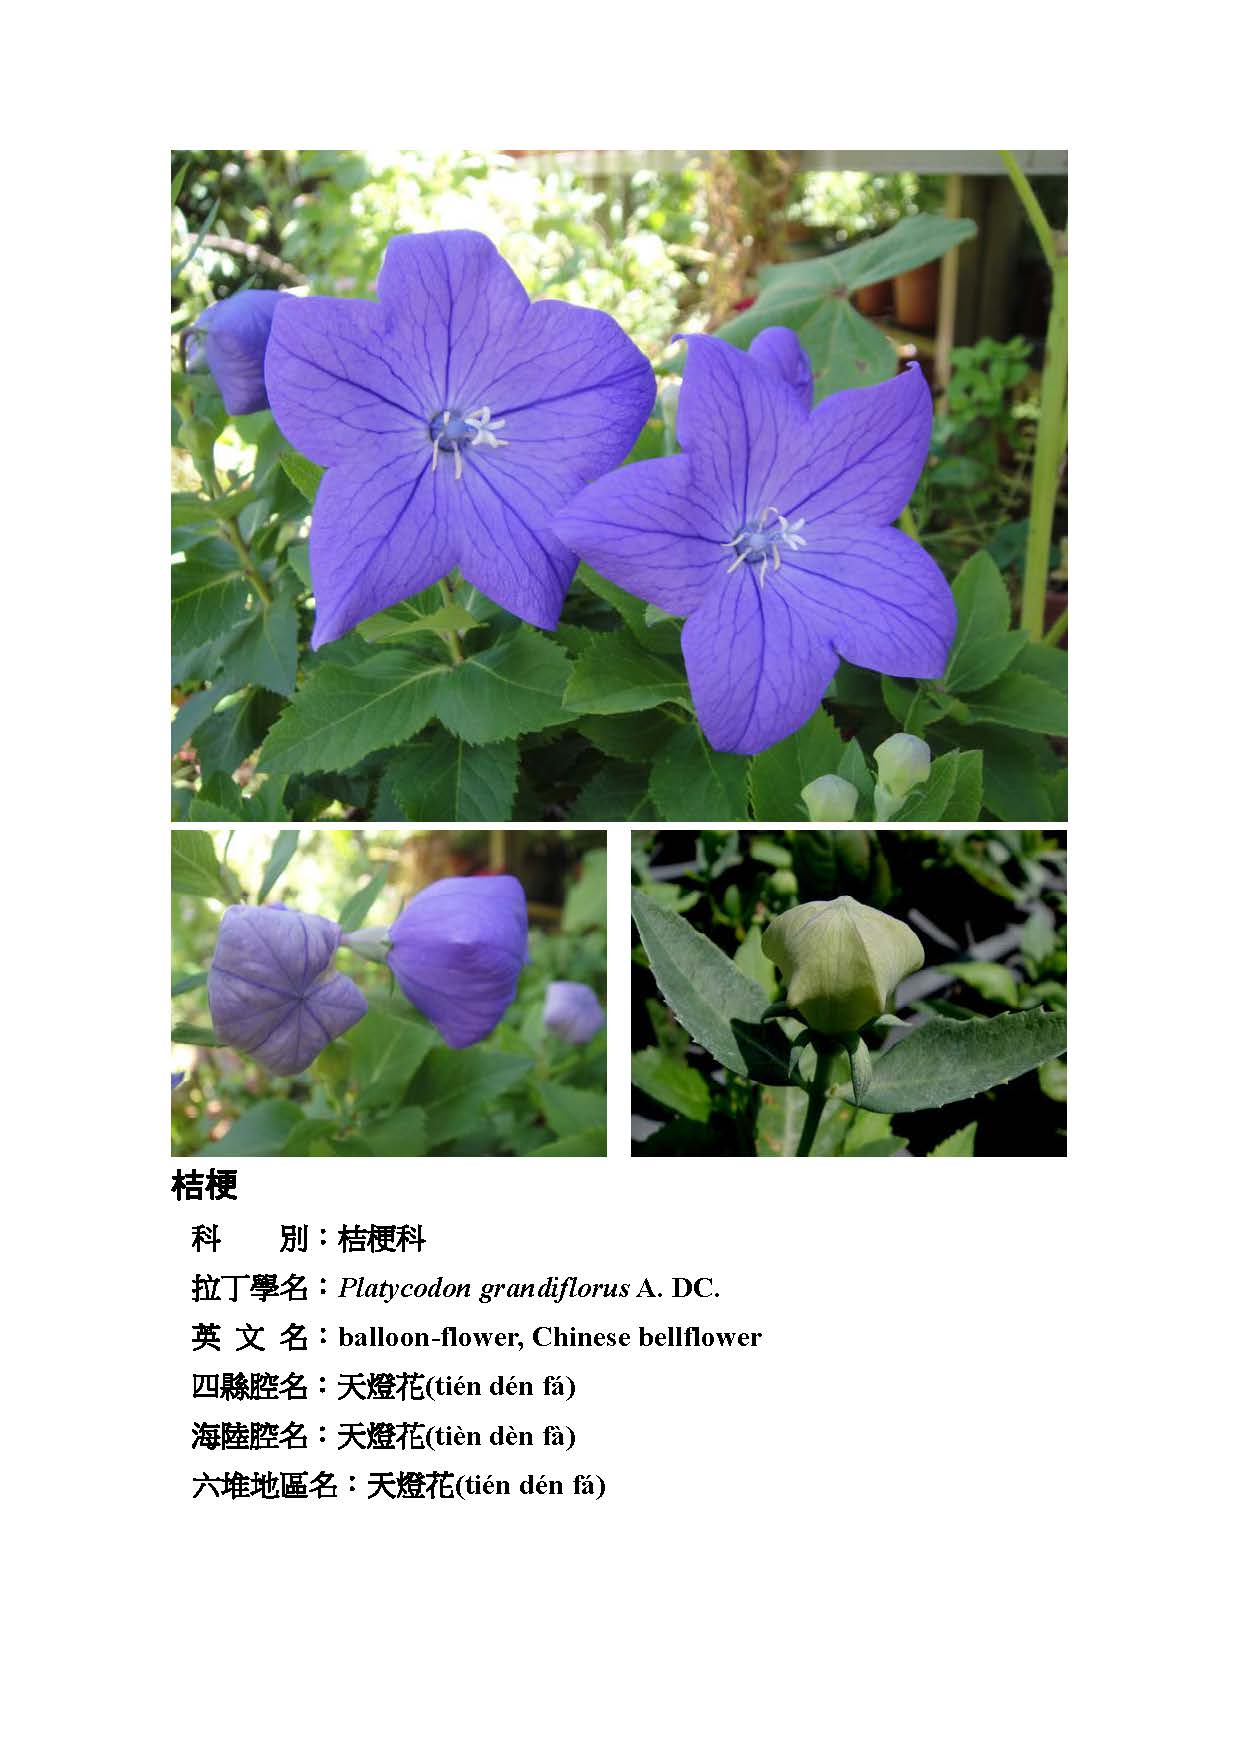 桔梗
科　　別：桔梗科
拉丁學名：Platycodon grandiflorus A. DC.
英 文 名：balloon-flower, Chinese bellflower
四縣腔名：天燈花(tién dén fá)
海陸腔名：天燈花(tièn dèn fà)
六堆地區名：天燈花(tién dén fá)